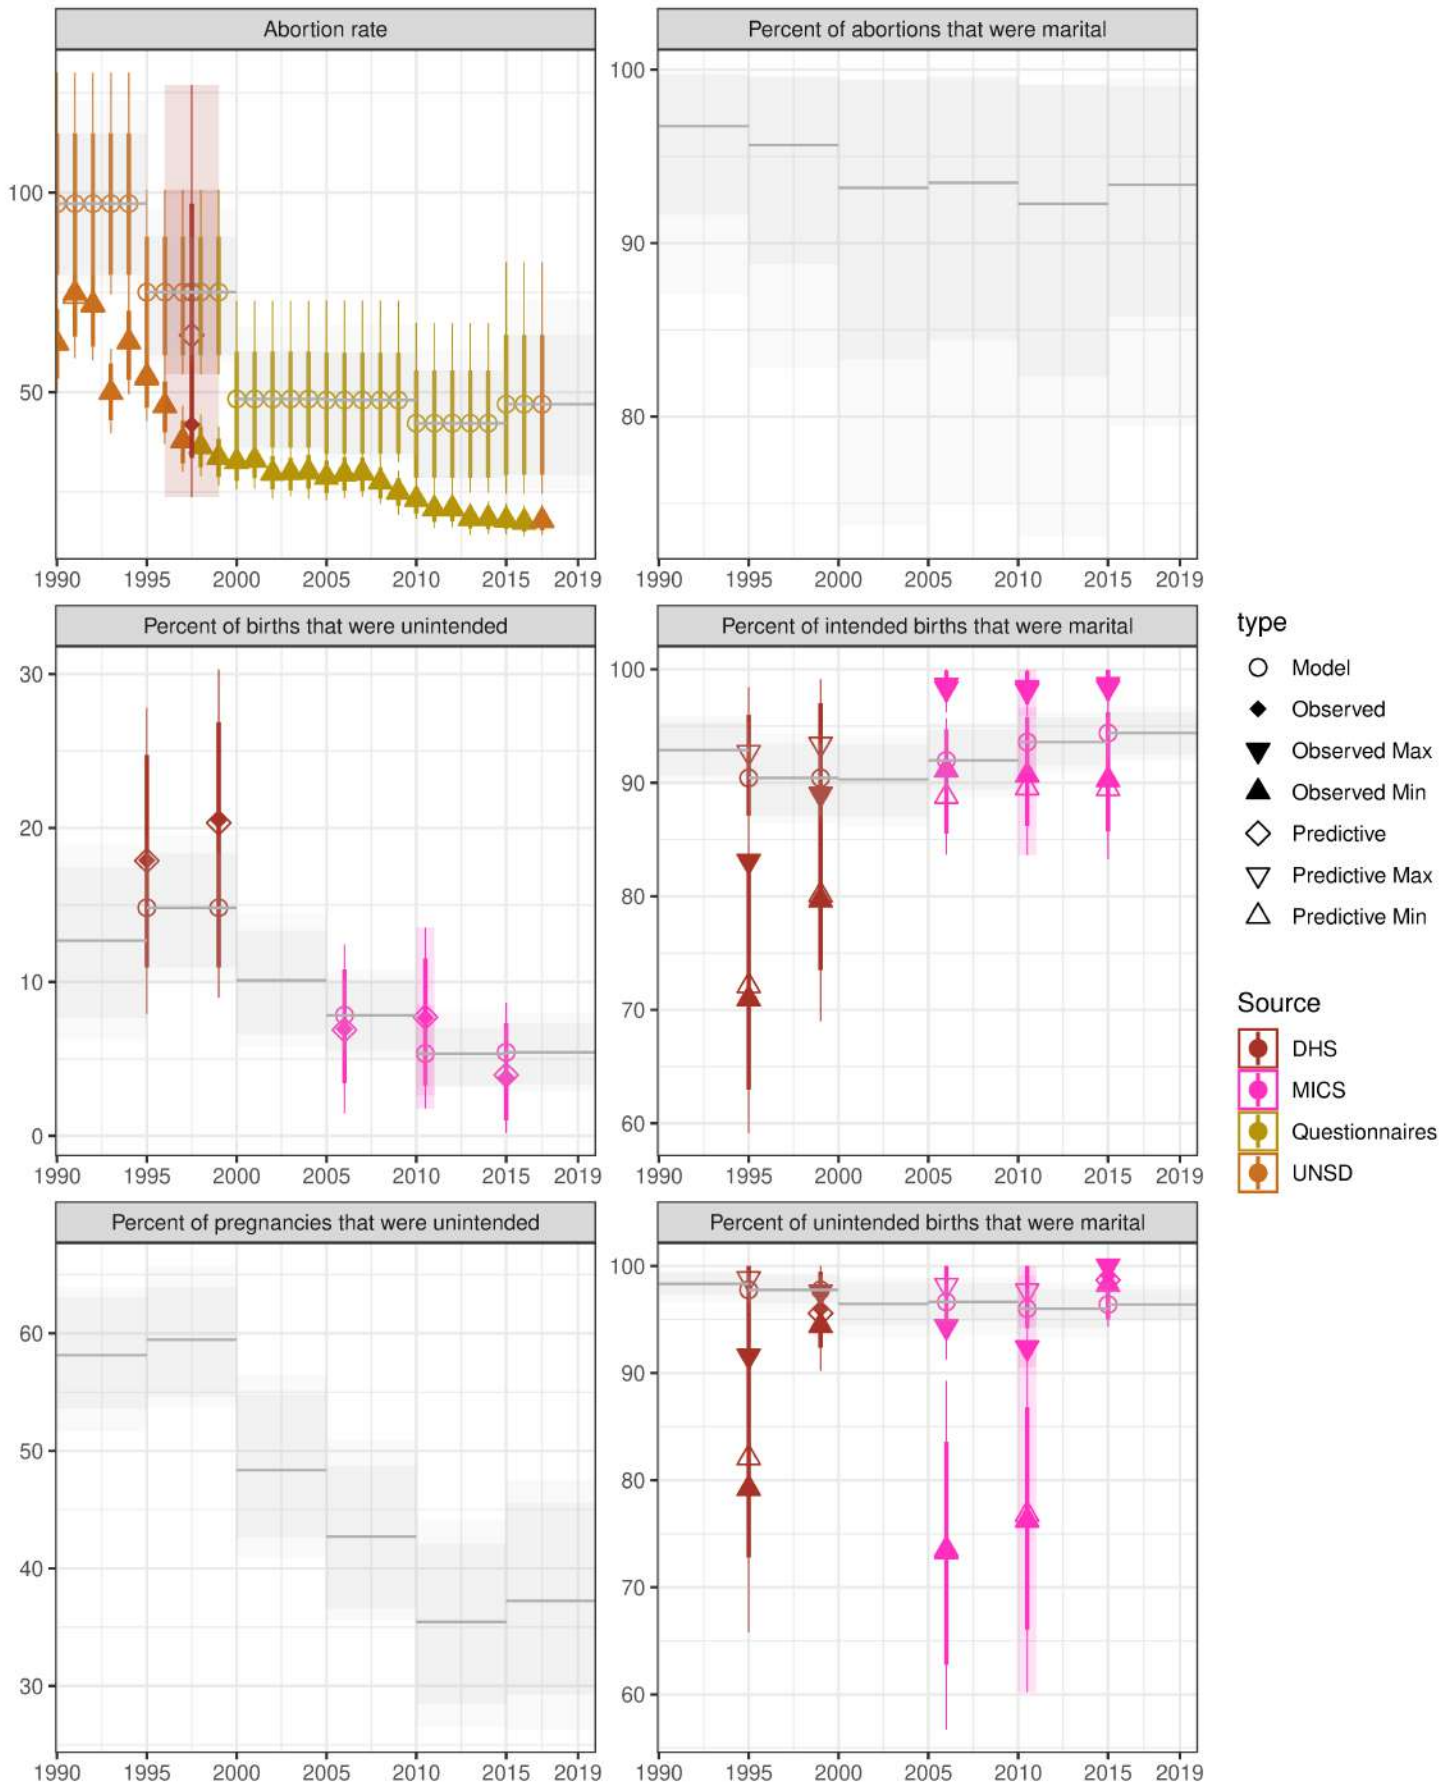 Abortion rate
Percent of abortions that were marital
100
50
1990 1995 2000 2005 2010 2015 2019
100
90
80
1990 1995 2000 2005 2010 2015 2019
Percent of births that were unintended
Percent of intended births that were marital
30
20
10
0
1990 1995 2000 2005 2010 2015 2019
100
90
80
70
60
1990 1995 2000 2005 2010 2015 2019
Percent of pregnancies that were unintended
Percent of unintended births that were marital
60
50
40
30
1990 1995 2000 2005 2010 2015 2019
100
90
80
70
60
1990 1995 2000 2005 2010 2015 2019
type
Model
Observed
Observed Max
Observed Min
Predictive
Predictive Max
Predictive Min
Source
DHS
MICS
Questionnaires
UNSD